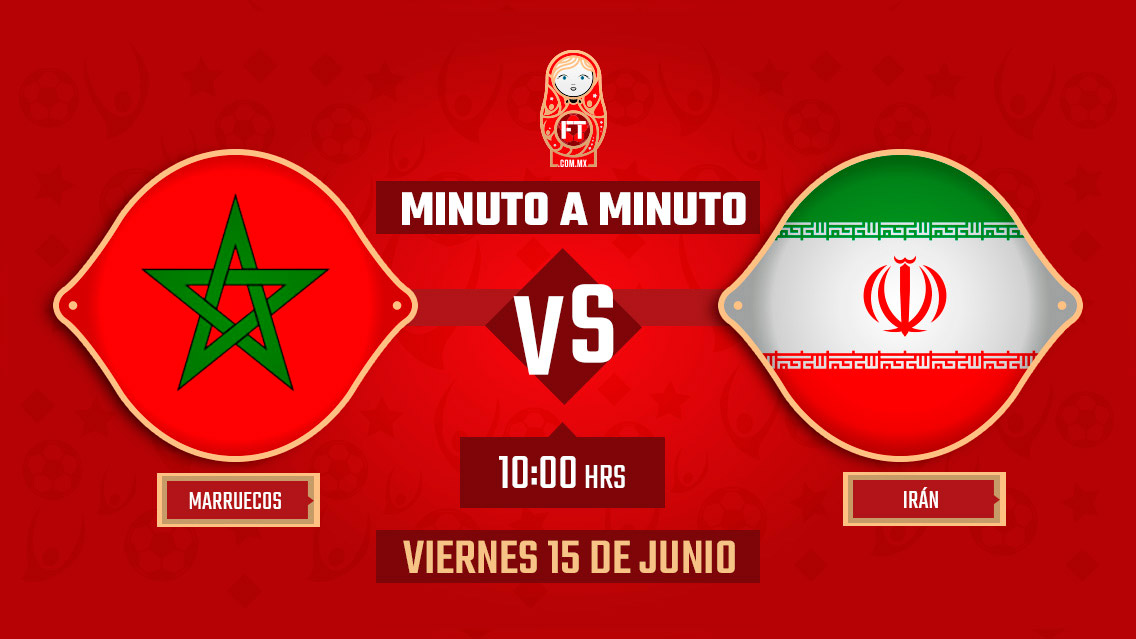 FT
.COM.MX
MINUTO A MINUTO
VS
10:00 HRS
MARRUECOS
IRÁN
VIERNES 15 DE JUNIO